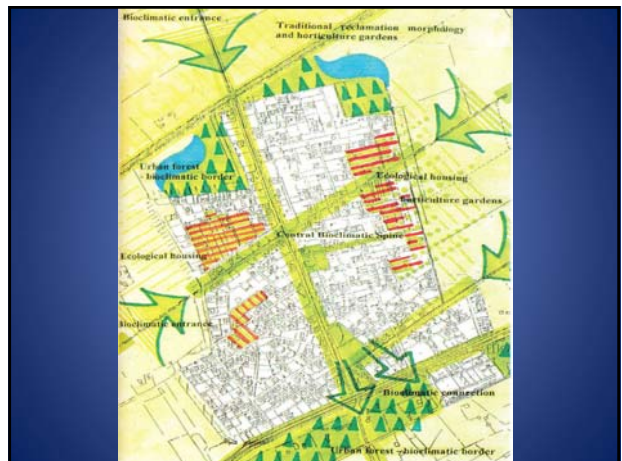 Bioclimatic entrance
Traditional reclamation morphology
and horticulture gardens
Urban forest
bioclimatic border
Ecological housing
horticulture gardens
Central Bioclimatic Spine
Ecological housing
Bioclimatic entrance
Bioclimatic connection
Urban forest – bioclimatic border